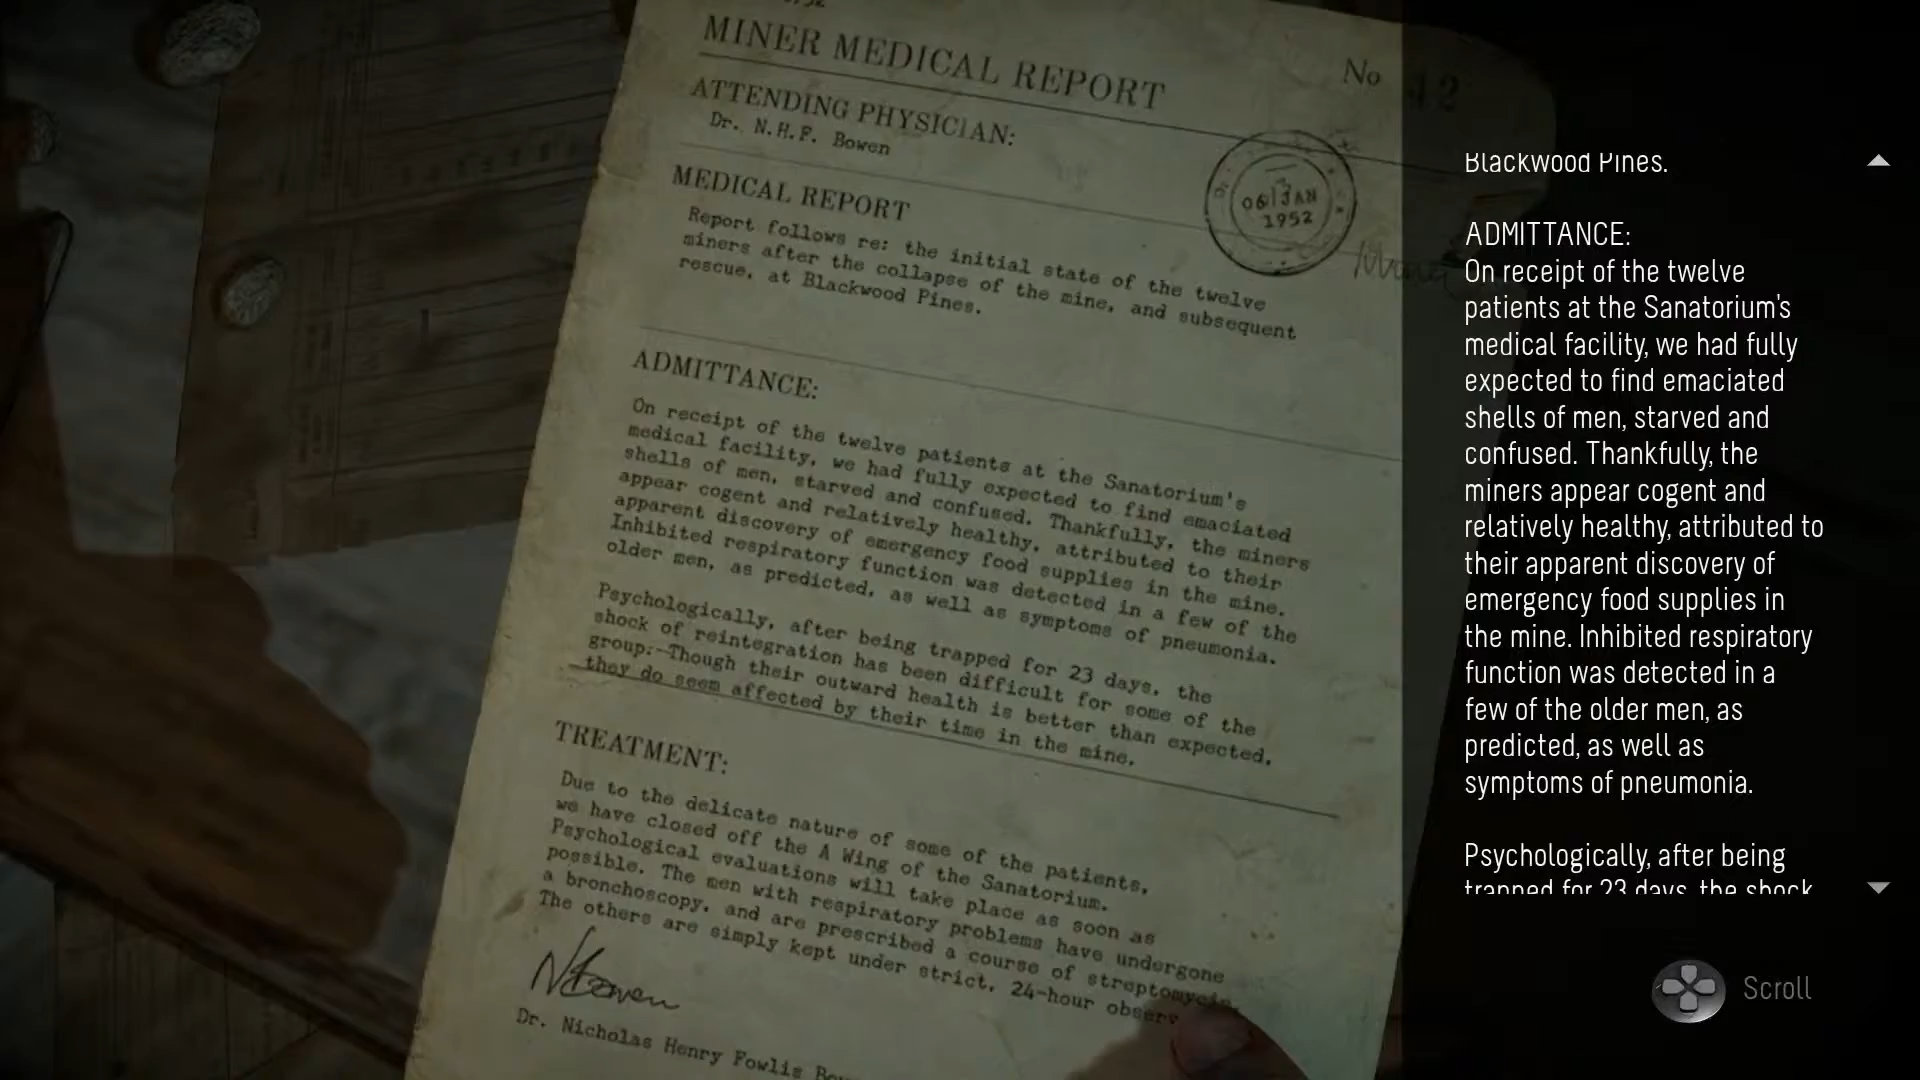 MINER MEDICAL REPORT
No 42
ATTENDING PHYSICIAN:
Dr. N.H.F. Bowen
06 JAN
1952
MEDICAL REPORT
Report follows re: the initial state of the twelve
miners after the collapse of the mine, and subsequent
rescue, at Blackwood Pines.
ADMITTANCE:
On receipt of the twelve patients at the Sanatorium's
medical facility, we had fully expected to find emaciated
shells of men, starved and confused. Thankfully, the miners
appear cogent and relatively healthy, attributed to their
apparent discovery of emergency food supplies in the mine.
Inhibited respiratory function was detected in a few of the
older men, as predicted, as well as symptoms of pneumonia.
Psychologically, after being trapped for 23 days, the
shock of reintegration has been difficult for some of the
group: Though their outward health is better than expected,
they do seem affected by their time in the mine.
TREATMENT:
Due to the delicate nature of some of the patients,
we have closed off the A Wing of the Sanatorium.
Psychological evaluations will take place as soon as
possible. The men with respiratory problems have undergone
a bronchoscopy, and are prescribed a course of streptomycin.
The others are simply kept under strict, 24-hour observ
NBowen
Dr. Nicholas Henry Fowlis Bow
Blackwood Pines.
ADMITTANCE:
On receipt of the twelve
patients at the Sanatorium's
medical facility, we had fully
expected to find emaciated
shells of men, starved and
confused. Thankfully, the
miners appear cogent and
relatively healthy, attributed to
their apparent discovery of
emergency food supplies in
the mine. Inhibited respiratory
function was detected in a
few of the older men, as
predicted, as well as
symptoms of pneumonia.
Psychologically, after being
trapped for 23 days, the shock
Scroll